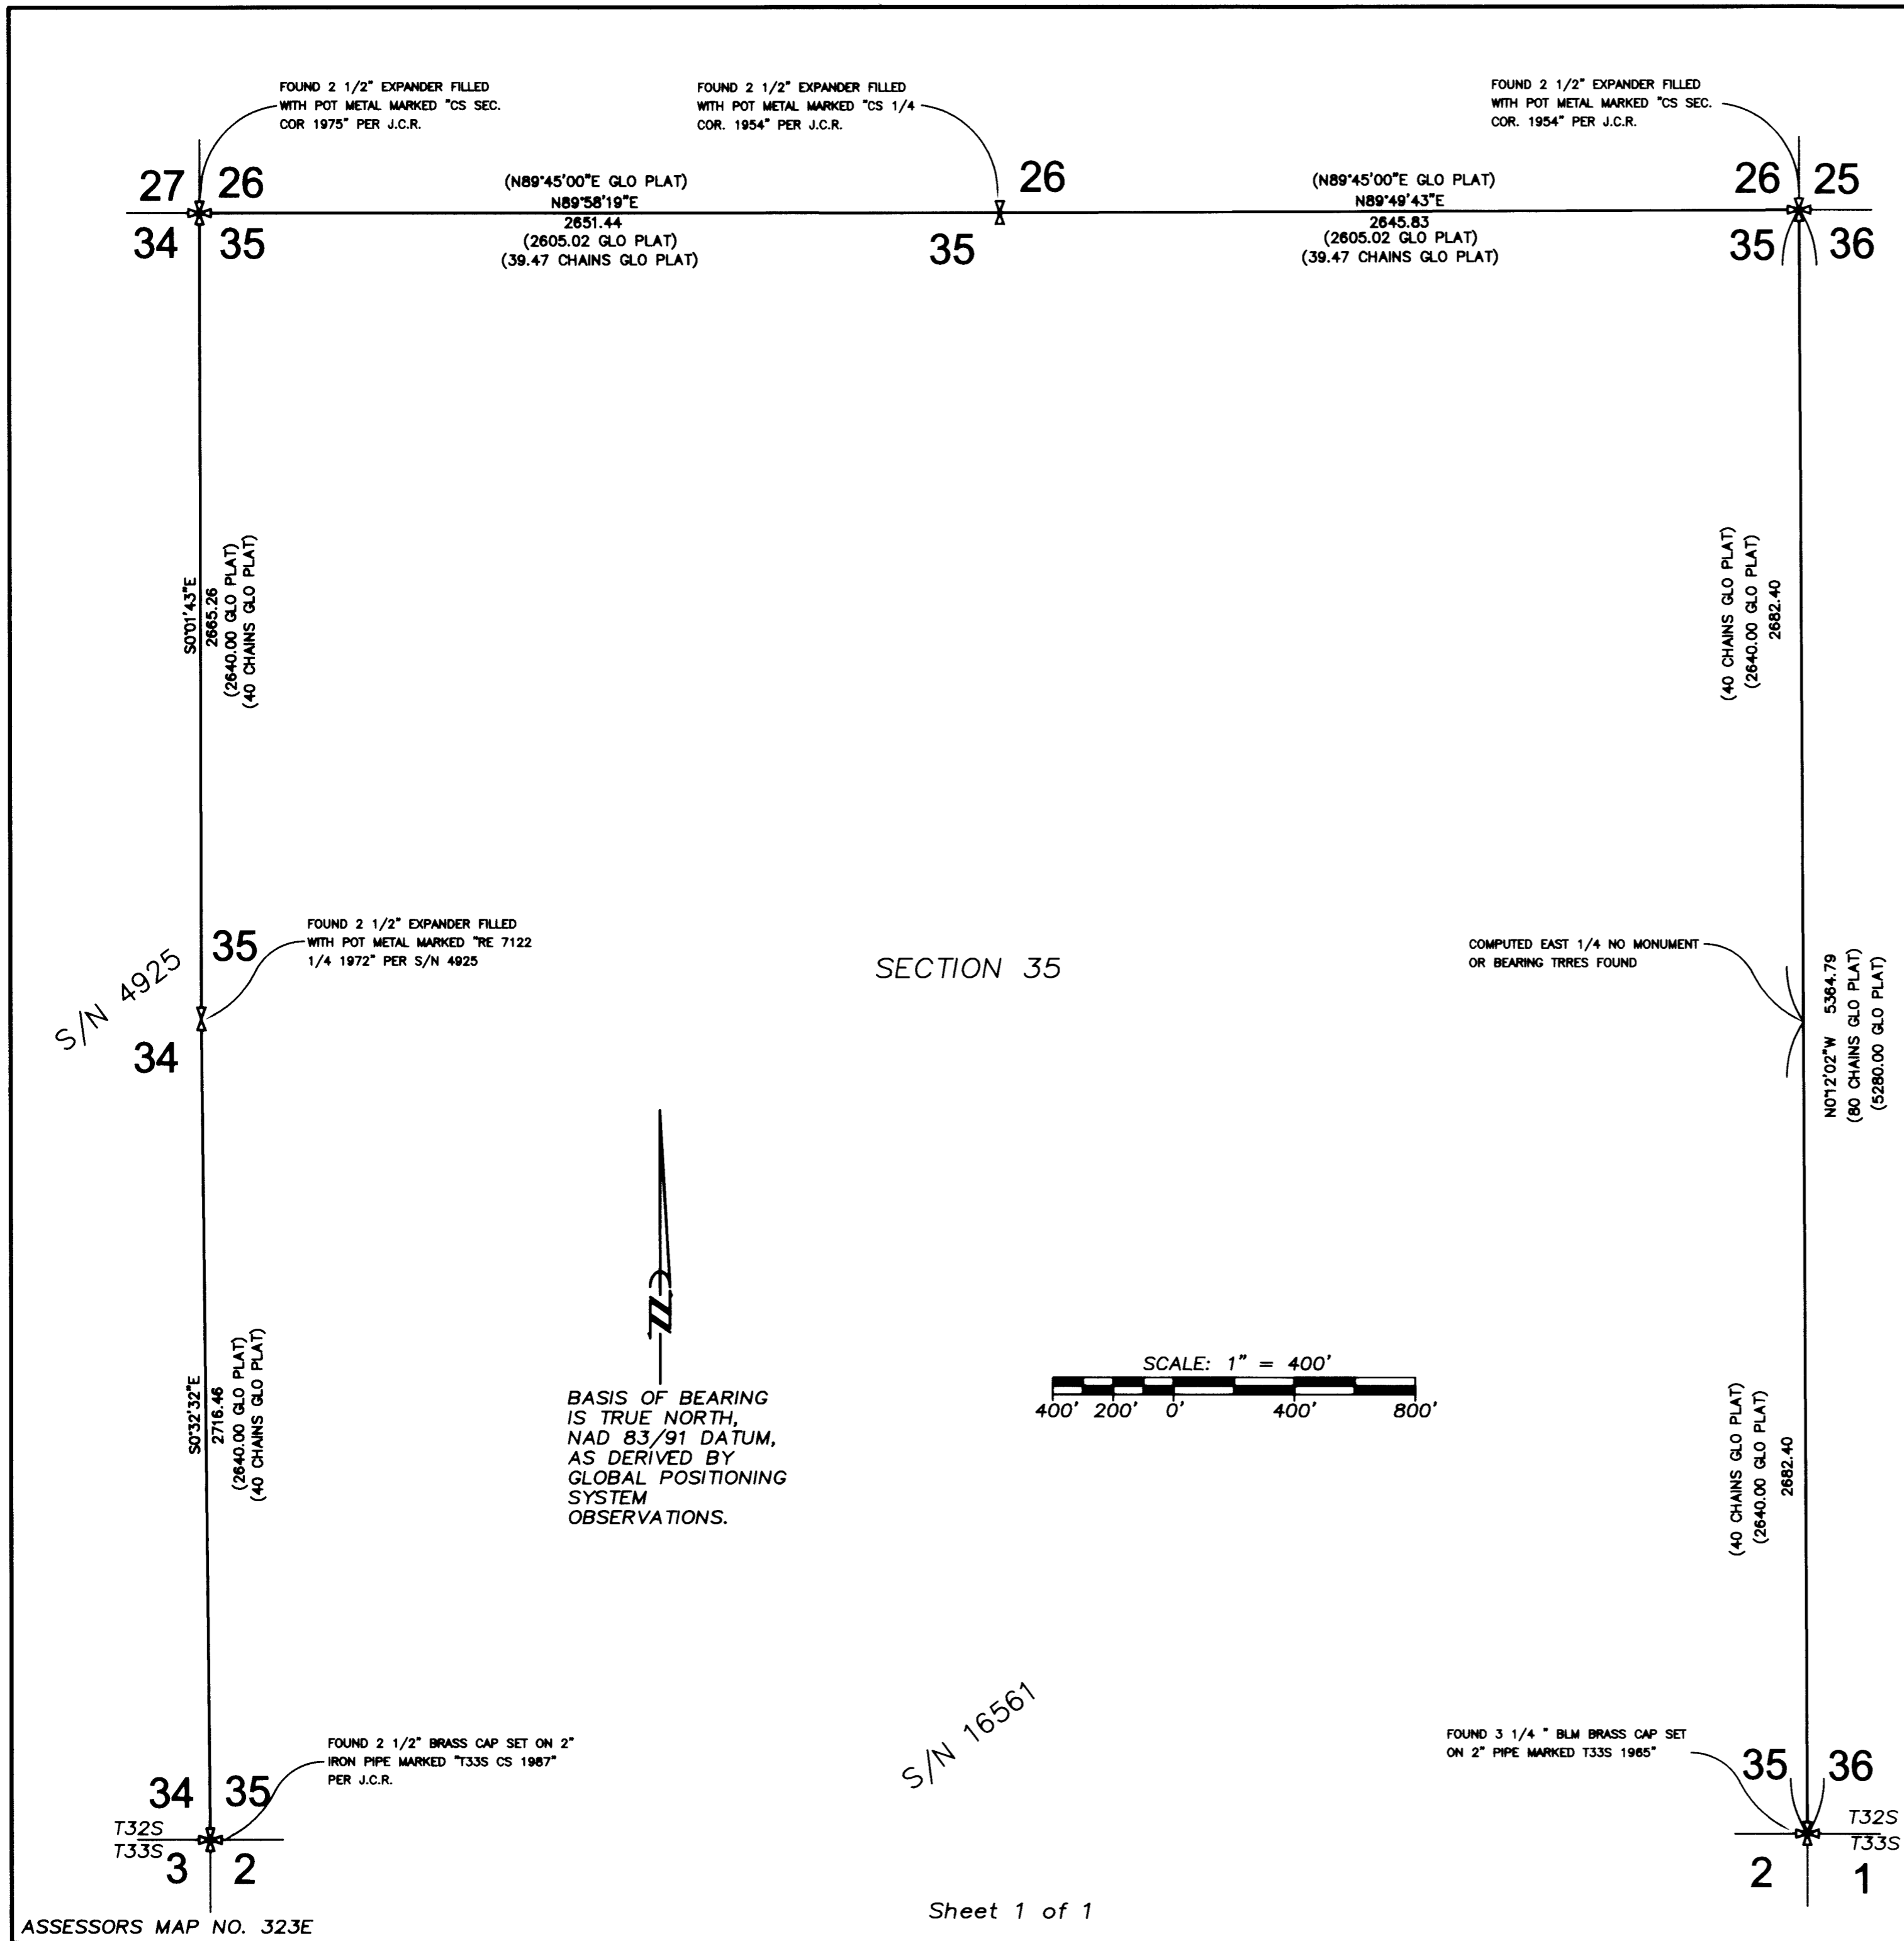 FOUND 2 1/2" EXPANDER FILLED
WITH POT METAL MARKED "CS SEC.
COR 1975" PER J.C.R.
FOUND 2 1/2" EXPANDER FILLED
WITH POT METAL MARKED "CS 1/4
COR. 1954" PER J.C.R.
FOUND 2 1/2" EXPANDER FILLED
WITH POT METAL MARKED "CS SEC.
COR. 1954" PER J.C.R.
27 26
34 35
(N89°45'00"E GLO PLAT)
N89°58'19"E
2651.44
(2605.02 GLO PLAT)
(39.47 CHAINS GLO PLAT)
26
35
(N89°45'00"E GLO PLAT)
N89°49'43"E
2645.83
(2605.02 GLO PLAT)
(39.47 CHAINS GLO PLAT)
26 25
35 36
S0°01'43"E
2665.26
(2640.00 GLO PLAT)
(40 CHAINS GLO PLAT)
(40 CHAINS GLO PLAT)
(2640.00 GLO PLAT)
2682.40
S/N 4925
35
34
FOUND 2 1/2" EXPANDER FILLED
WITH POT METAL MARKED "RE 7122
1/4 1972" PER S/N 4925
SECTION 35
COMPUTED EAST 1/4 NO MONUMENT
OR BEARING TRRES FOUND
N0°12'02"W 5364.79
(80 CHAINS GLO PLAT)
(5280.00 GLO PLAT)
S0°32'32"E
2716.46
(2640.00 GLO PLAT)
(40 CHAINS GLO PLAT)
N
BASIS OF BEARING
IS TRUE NORTH,
NAD 83/91 DATUM,
AS DERIVED BY
GLOBAL POSITIONING
SYSTEM
OBSERVATIONS.
SCALE: 1" = 400'
400' 200' 0' 400' 800'
(40 CHAINS GLO PLAT)
(2640.00 GLO PLAT)
2682.40
S/N 16561
FOUND 2 1/2" BRASS CAP SET ON 2"
IRON PIPE MARKED "T33S CS 1987"
PER J.C.R.
FOUND 3 1/4 " BLM BRASS CAP SET
ON 2" PIPE MARKED T33S 1965"
34 35
T32S
T33S
3 2
35 36
T32S
T33S
2 1
Sheet 1 of 1
ASSESSORS MAP NO. 323E